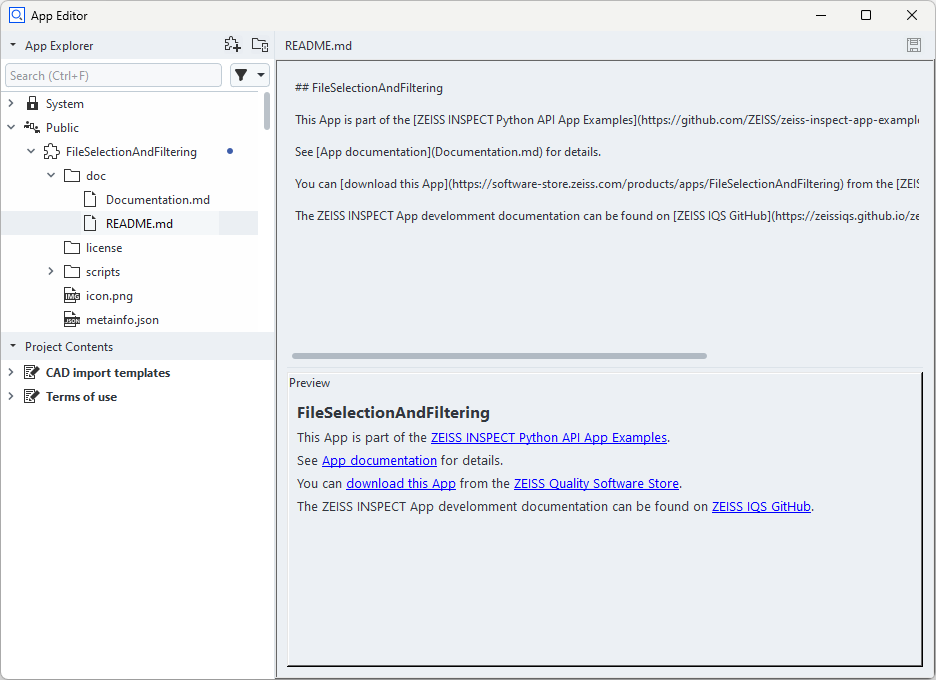 App Editor
App Explorer
README.md
Search (Ctrl+F)
System
Public
FileSelectionAndFiltering
doc
Documentation.md
README.md
license
scripts
icon.png
metainfo.json
Project Contents
CAD import templates
Terms of use
## FileSelectionAndFiltering
This App is part of the [ZEISS INSPECT Python API App Examples](https://github.com/ZEISS/zeiss-inspect-app-example
See [App documentation](Documentation.md) for details.
You can [download this App](https://software-store.zeiss.com/products/apps/FileSelectionAndFiltering) from the [ZEIS
The ZEISS INSPECT App develomment documentation can be found on [ZEISS IQS GitHub](https://zeissiqs.github.io/ze
Preview
FileSelectionAndFiltering
This App is part of the ZEISS INSPECT Python API App Examples.
See App documentation for details.
You can download this App from the ZEISS Quality Software Store.
The ZEISS INSPECT App develomment documentation can be found on ZEISS IQS GitHub.